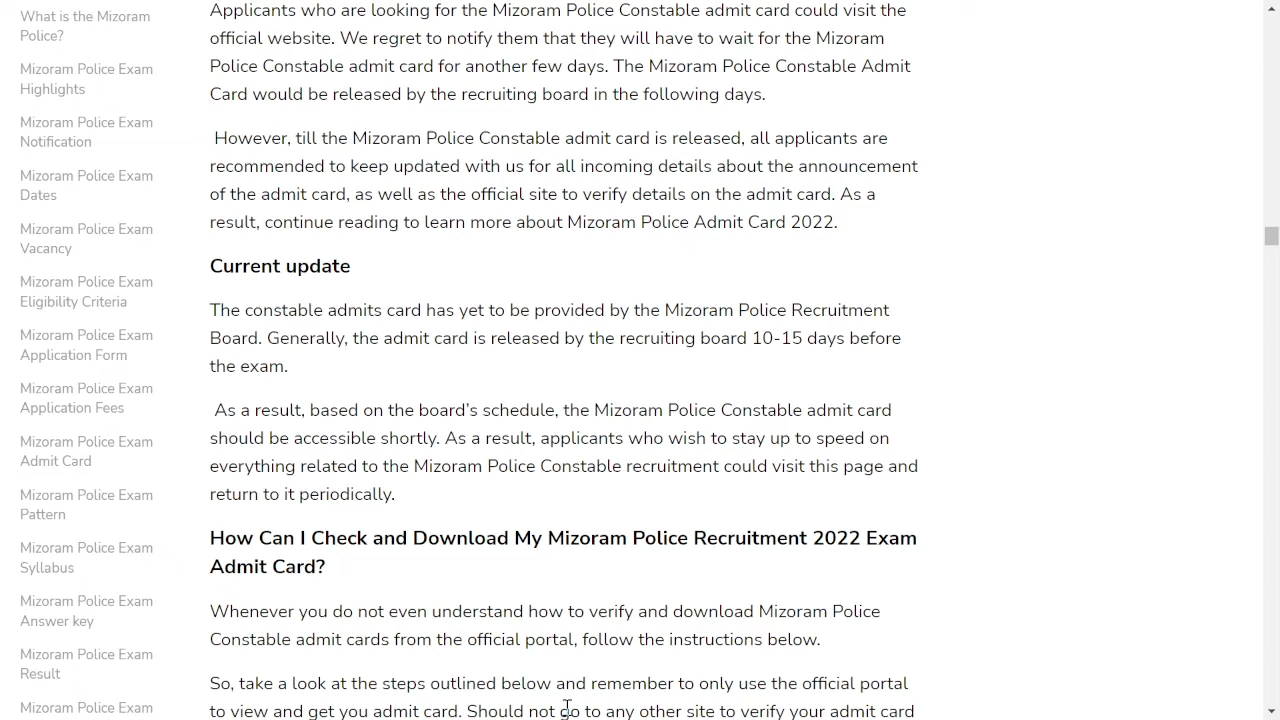 What is the Mizoram
Police?
Mizoram Police Exam
Highlights
Mizoram Police Exam
Notification
Mizoram Police Exam
Dates
Mizoram Police Exam
Vacancy
Mizoram Police Exam
Eligibility Criteria
Mizoram Police Exam
Application Form
Mizoram Police Exam
Application Fees
Mizoram Police Exam
Admit Card
Mizoram Police Exam
Pattern
Mizoram Police Exam
Syllabus
Mizoram Police Exam
Answer key
Mizoram Police Exam
Result
Mizoram Police Exam
Applicants who are looking for the Mizoram Police Constable admit card could visit the
official website. We regret to notify them that they will have to wait for the Mizoram
Police Constable admit card for another few days. The Mizoram Police Constable Admit
Card would be released by the recruiting board in the following days.
However, till the Mizoram Police Constable admit card is released, all applicants are
recommended to keep updated with us for all incoming details about the announcement
of the admit card, as well as the official site to verify details on the admit card. As a
result, continue reading to learn more about Mizoram Police Admit Card 2022.
Current update
The constable admits card has yet to be provided by the Mizoram Police Recruitment
Board. Generally, the admit card is released by the recruiting board 10-15 days before
the exam.
As a result, based on the board's schedule, the Mizoram Police Constable admit card
should be accessible shortly. As a result, applicants who wish to stay up to speed on
everything related to the Mizoram Police Constable recruitment could visit this page and
return to it periodically.
How Can I Check and Download My Mizoram Police Recruitment 2022 Exam
Admit Card?
Whenever you do not even understand how to verify and download Mizoram Police
Constable admit cards from the official portal, follow the instructions below.
So, take a look at the steps outlined below and remember to only use the official portal
to view and get you admit card. Should not go to any other site to verify your admit card